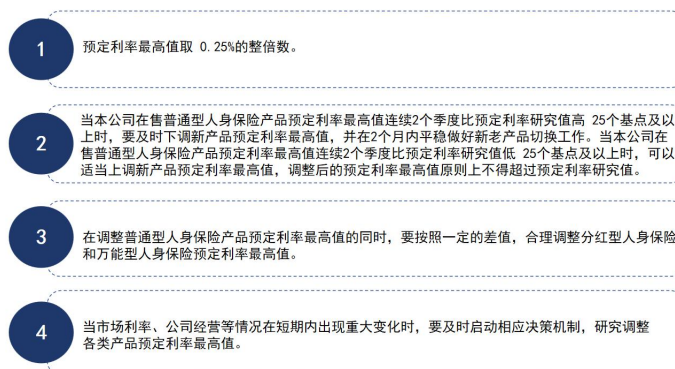 1
预定利率最高值取 0.25%的整倍数。
2
当本公司在售普通型人身保险产品预定利率最高值连续2个季度比预定利率研究值高 25个基点及以
上时，要及时下调新产品预定利率最高值，并在2个月内平稳做好新老产品切换工作。当本公司在
售普通型人身保险产品预定利率最高值连续2个季度比预定利率研究值低 25个基点及以上时，可以
适当上调新产品预定利率最高值，调整后的预定利率最高值原则上不得超过预定利率研究值。
3
在调整普通型人身保险产品预定利率最高值的同时，要按照一定的差值，合理调整分红型人身保险
和万能型人身保险预定利率最高值。
4
当市场利率、公司经营等情况在短期内出现重大变化时，要及时启动相应决策机制，研究调整
各类产品预定利率最高值。